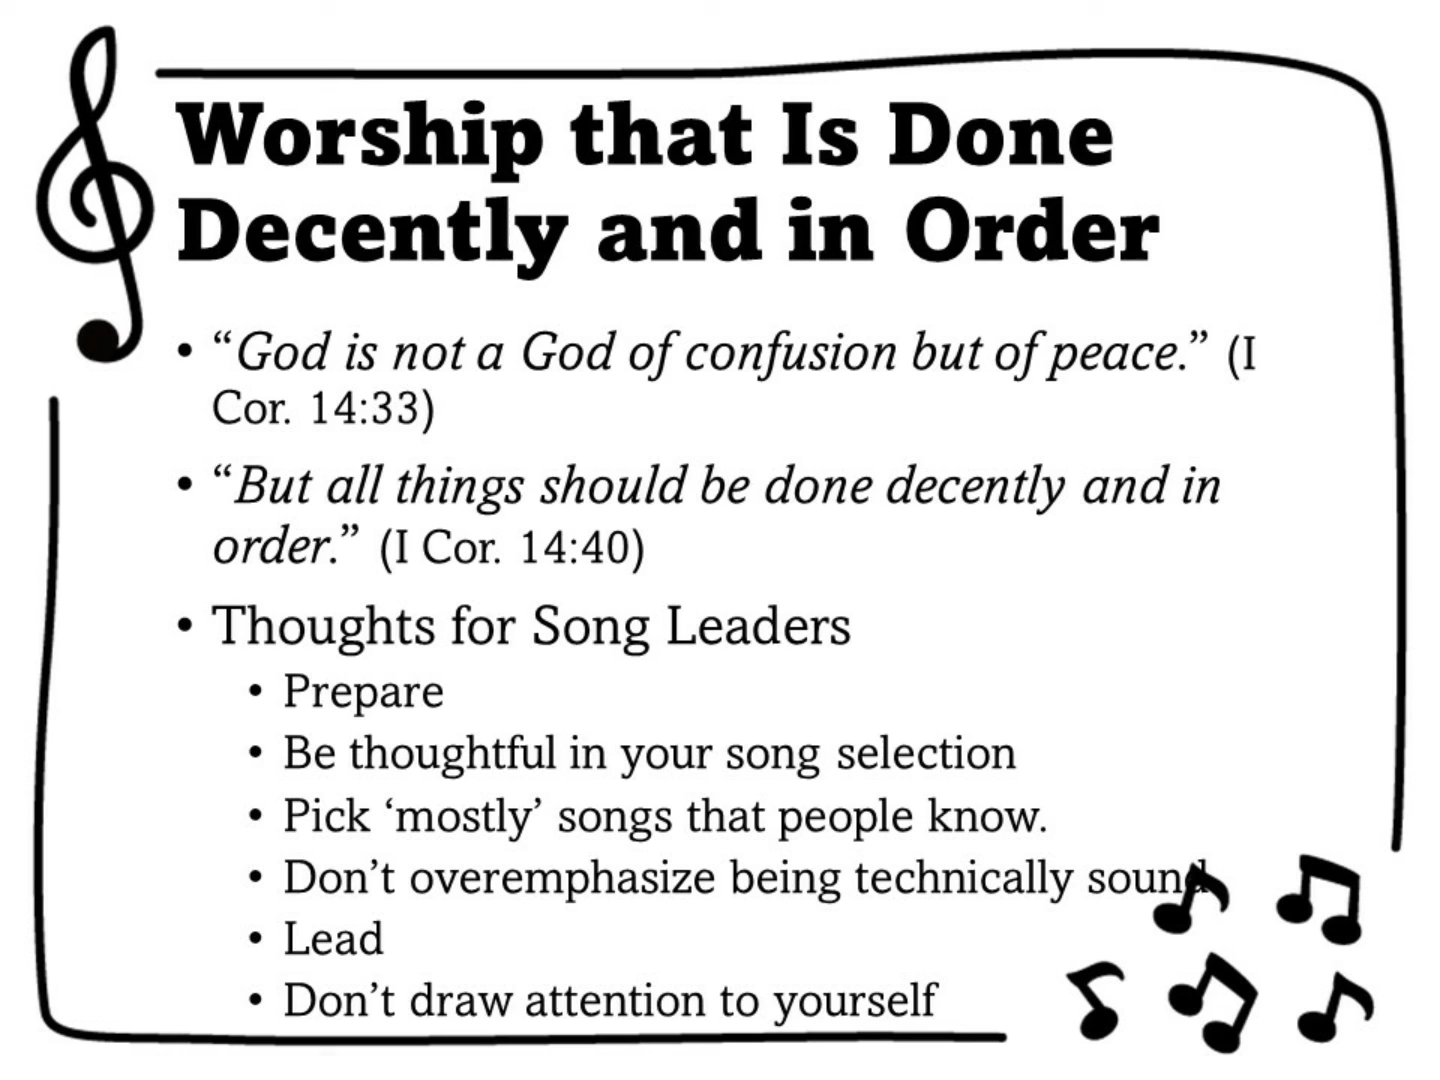 Worship that Is Done
Decently and in Order
• “God is not a God of confusion but of peace.” (I
Cor. 14:33)
• “But all things should be done decently and in
order.” (I Cor. 14:40)
• Thoughts for Song Leaders
• Prepare
• Be thoughtful in your song selection
• Pick ‘mostly’ songs that people know.
• Don’t overemphasize being technically sound
• Lead
• Don’t draw attention to yourself